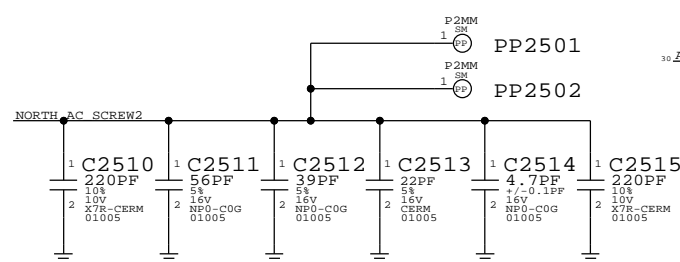 P2MM
SM
1
PP
PP2501
P2MM
SM
1
PP
PP2502
30
NORTH_AC_SCREW2
1
C2510
220PF
10%
10V
2
X7R-CERM
01005
1
C2511
56PF
5%
16V
2
NP0-C0G
01005
1
C2512
39PF
5%
16V
2
NP0-C0G
01005
1
C2513
22PF
5%
16V
2
CERM
01005
1
C2514
4.7PF
+/-0.1PF
16V
2
NP0-C0G
01005
1
C2515
220PF
10%
10V
2
X7R-CERM
01005